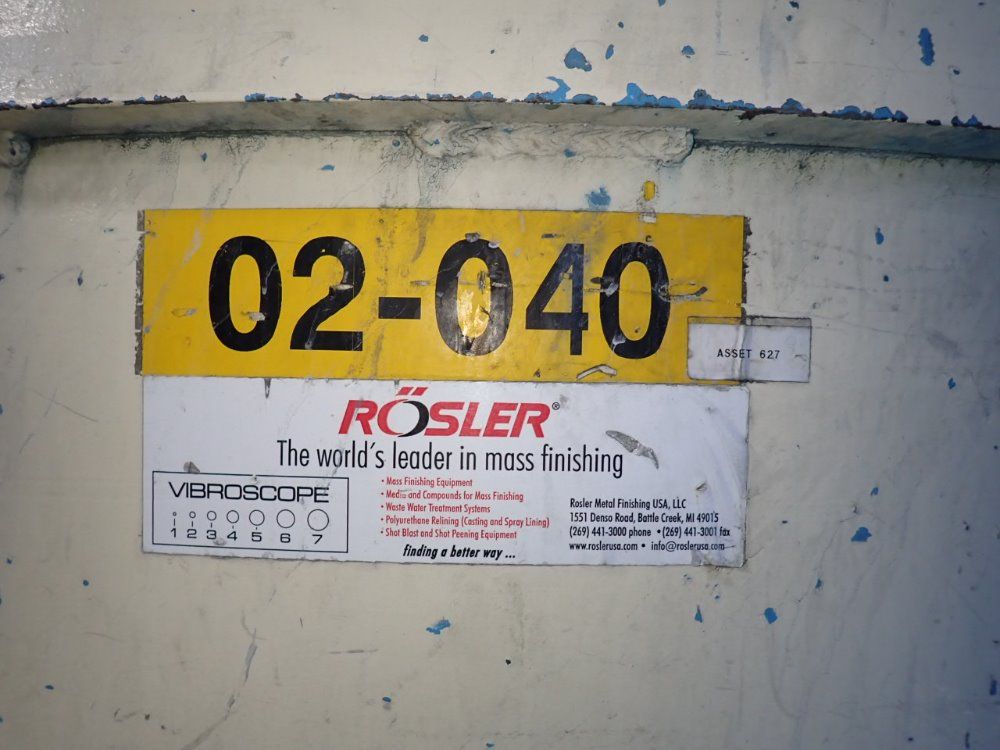 02-040
ASSET 627
RÖSLER®
The world's leader in mass finishing
VIBROSCOPE
1 2 3 4 5 6 7
• Mass Finishing Equipment
• Media and Compounds for Mass Finishing
• Waste Water Treatment Systems
• Polyurethane Relining (Casting and Spray Lining)
• Shot Blast and Shot Peening Equipment
finding a better way ...
Rosler Metal Finishing USA, LLC
1551 Denso Road, Battle Creek, MI 49015
(269) 441-3000 phone • (269) 441-3001 fax
www.roslerusa.com • info@roslerusa.com